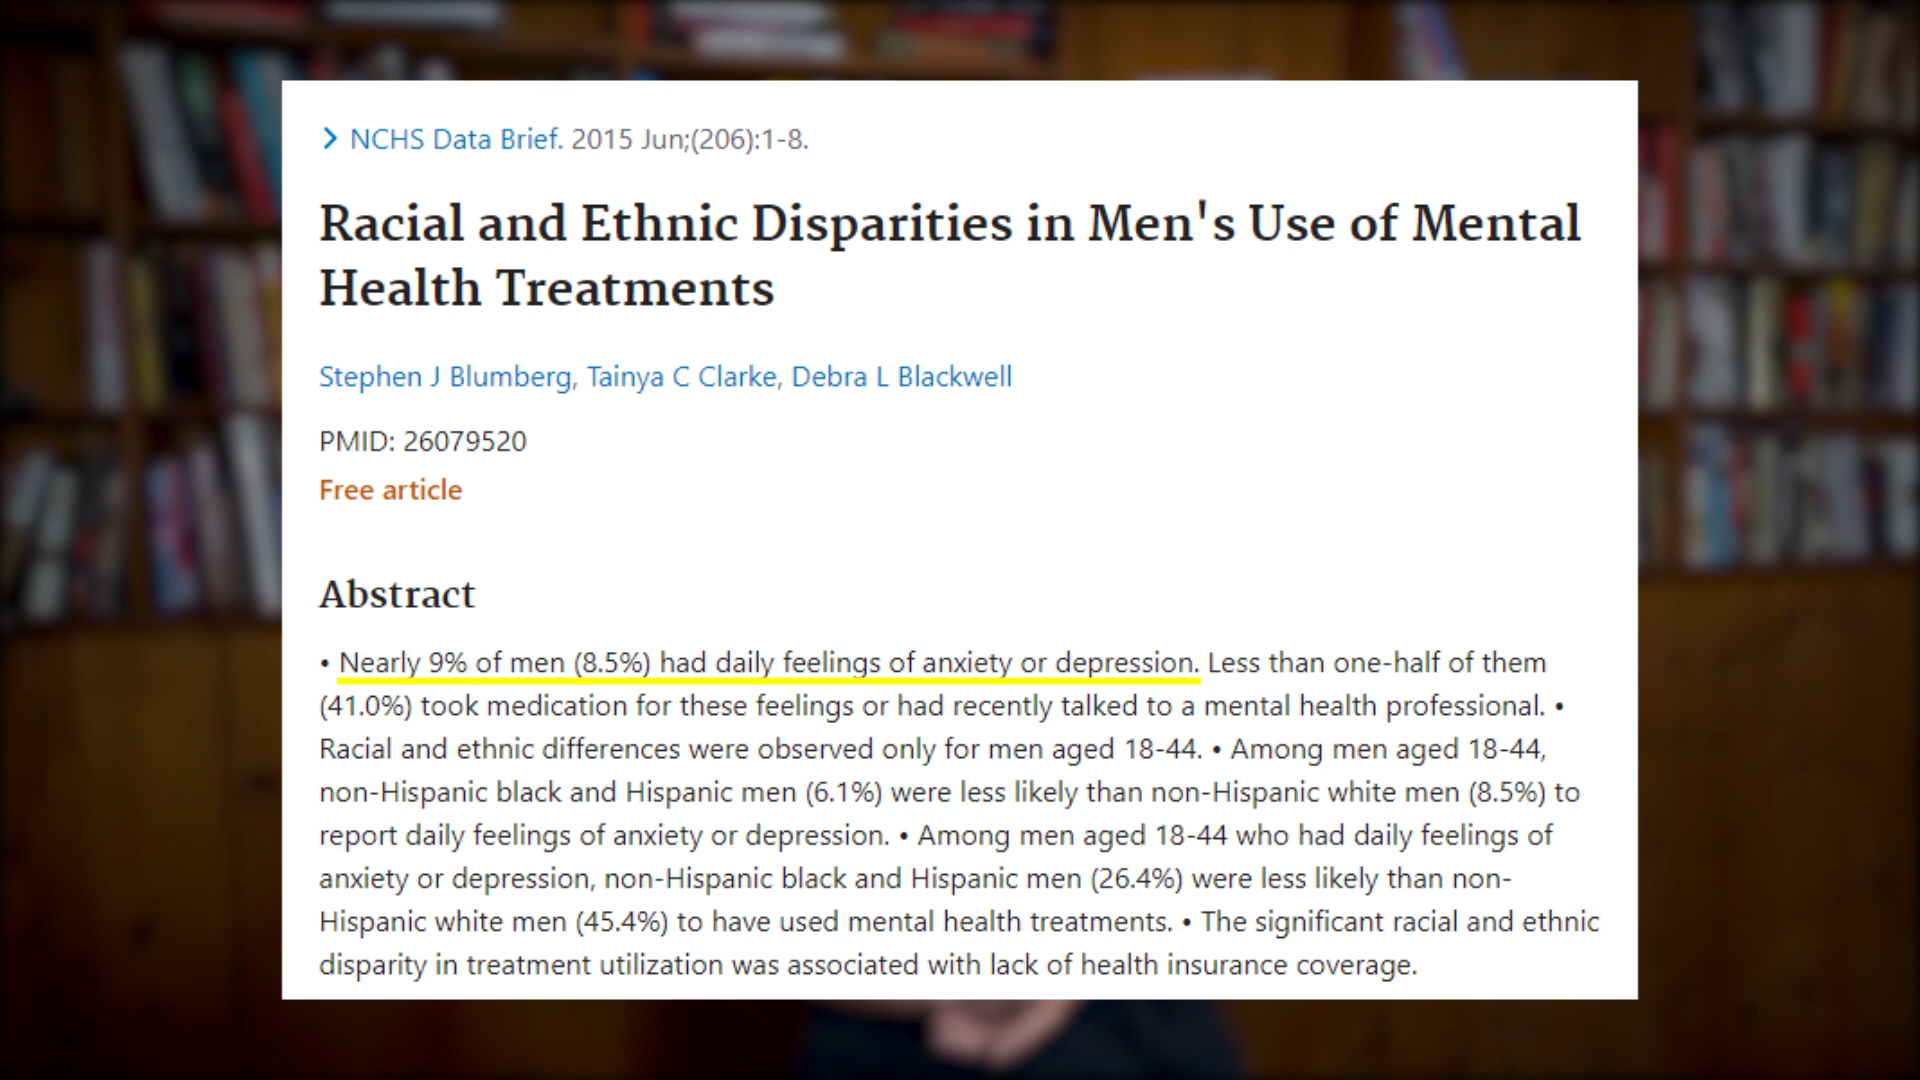 NCHS Data Brief. 2015 Jun;(206):1-8.
Racial and Ethnic Disparities in Men's Use of Mental
Health Treatments
Stephen J Blumberg, Tainya C Clarke, Debra L Blackwell
PMID: 26079520
Free article
Abstract
• Nearly 9% of men (8.5%) had daily feelings of anxiety or depression. Less than one-half of them
(41.0%) took medication for these feelings or had recently talked to a mental health professional. •
Racial and ethnic differences were observed only for men aged 18-44. • Among men aged 18-44,
non-Hispanic black and Hispanic men (6.1%) were less likely than non-Hispanic white men (8.5%) to
report daily feelings of anxiety or depression. • Among men aged 18-44 who had daily feelings of
anxiety or depression, non-Hispanic black and Hispanic men (26.4%) were less likely than non-
Hispanic white men (45.4%) to have used mental health treatments. • The significant racial and ethnic
disparity in treatment utilization was associated with lack of health insurance coverage.